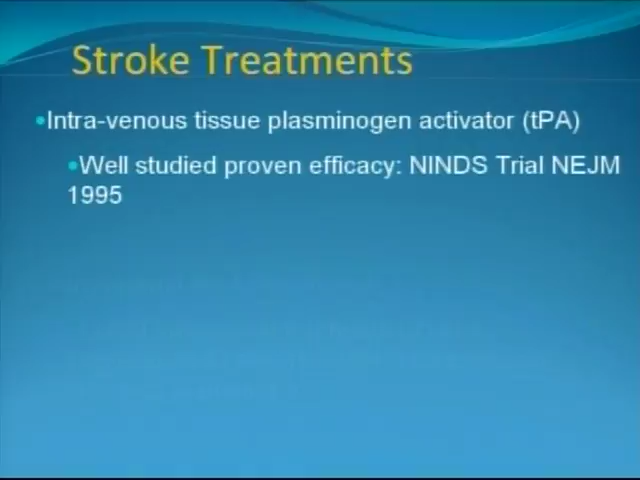 Stroke Treatments
•Intra-venous tissue plasminogen activator (tPA)
•Well studied proven efficacy: NINDS Trial NEJM
1995